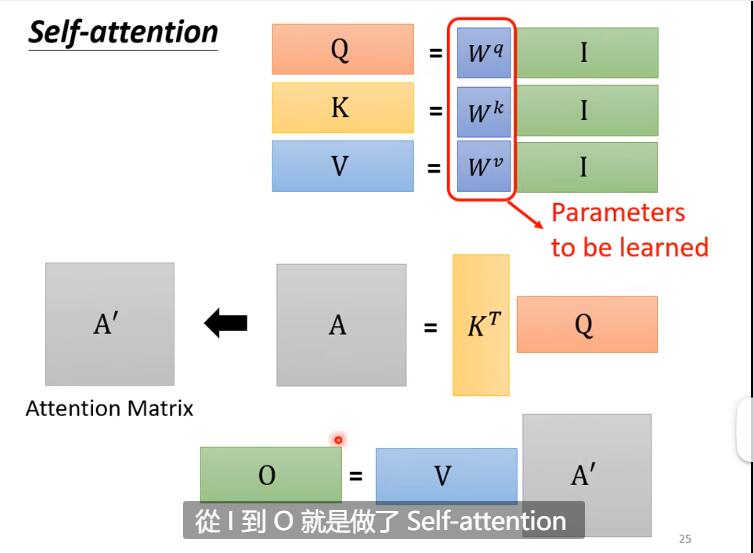 Self-attention
Q = W^q I
K = W^k I
V = W^v I
Parameters
to be learned
A′ A = K^T Q
Attention Matrix
O = V A′
從 I 到 O 就是做了 Self-attention
25